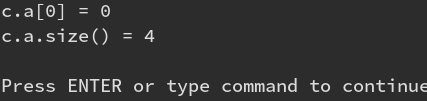 c.a[0] = 0
c.a.size() = 4
Press ENTER or type command to continue